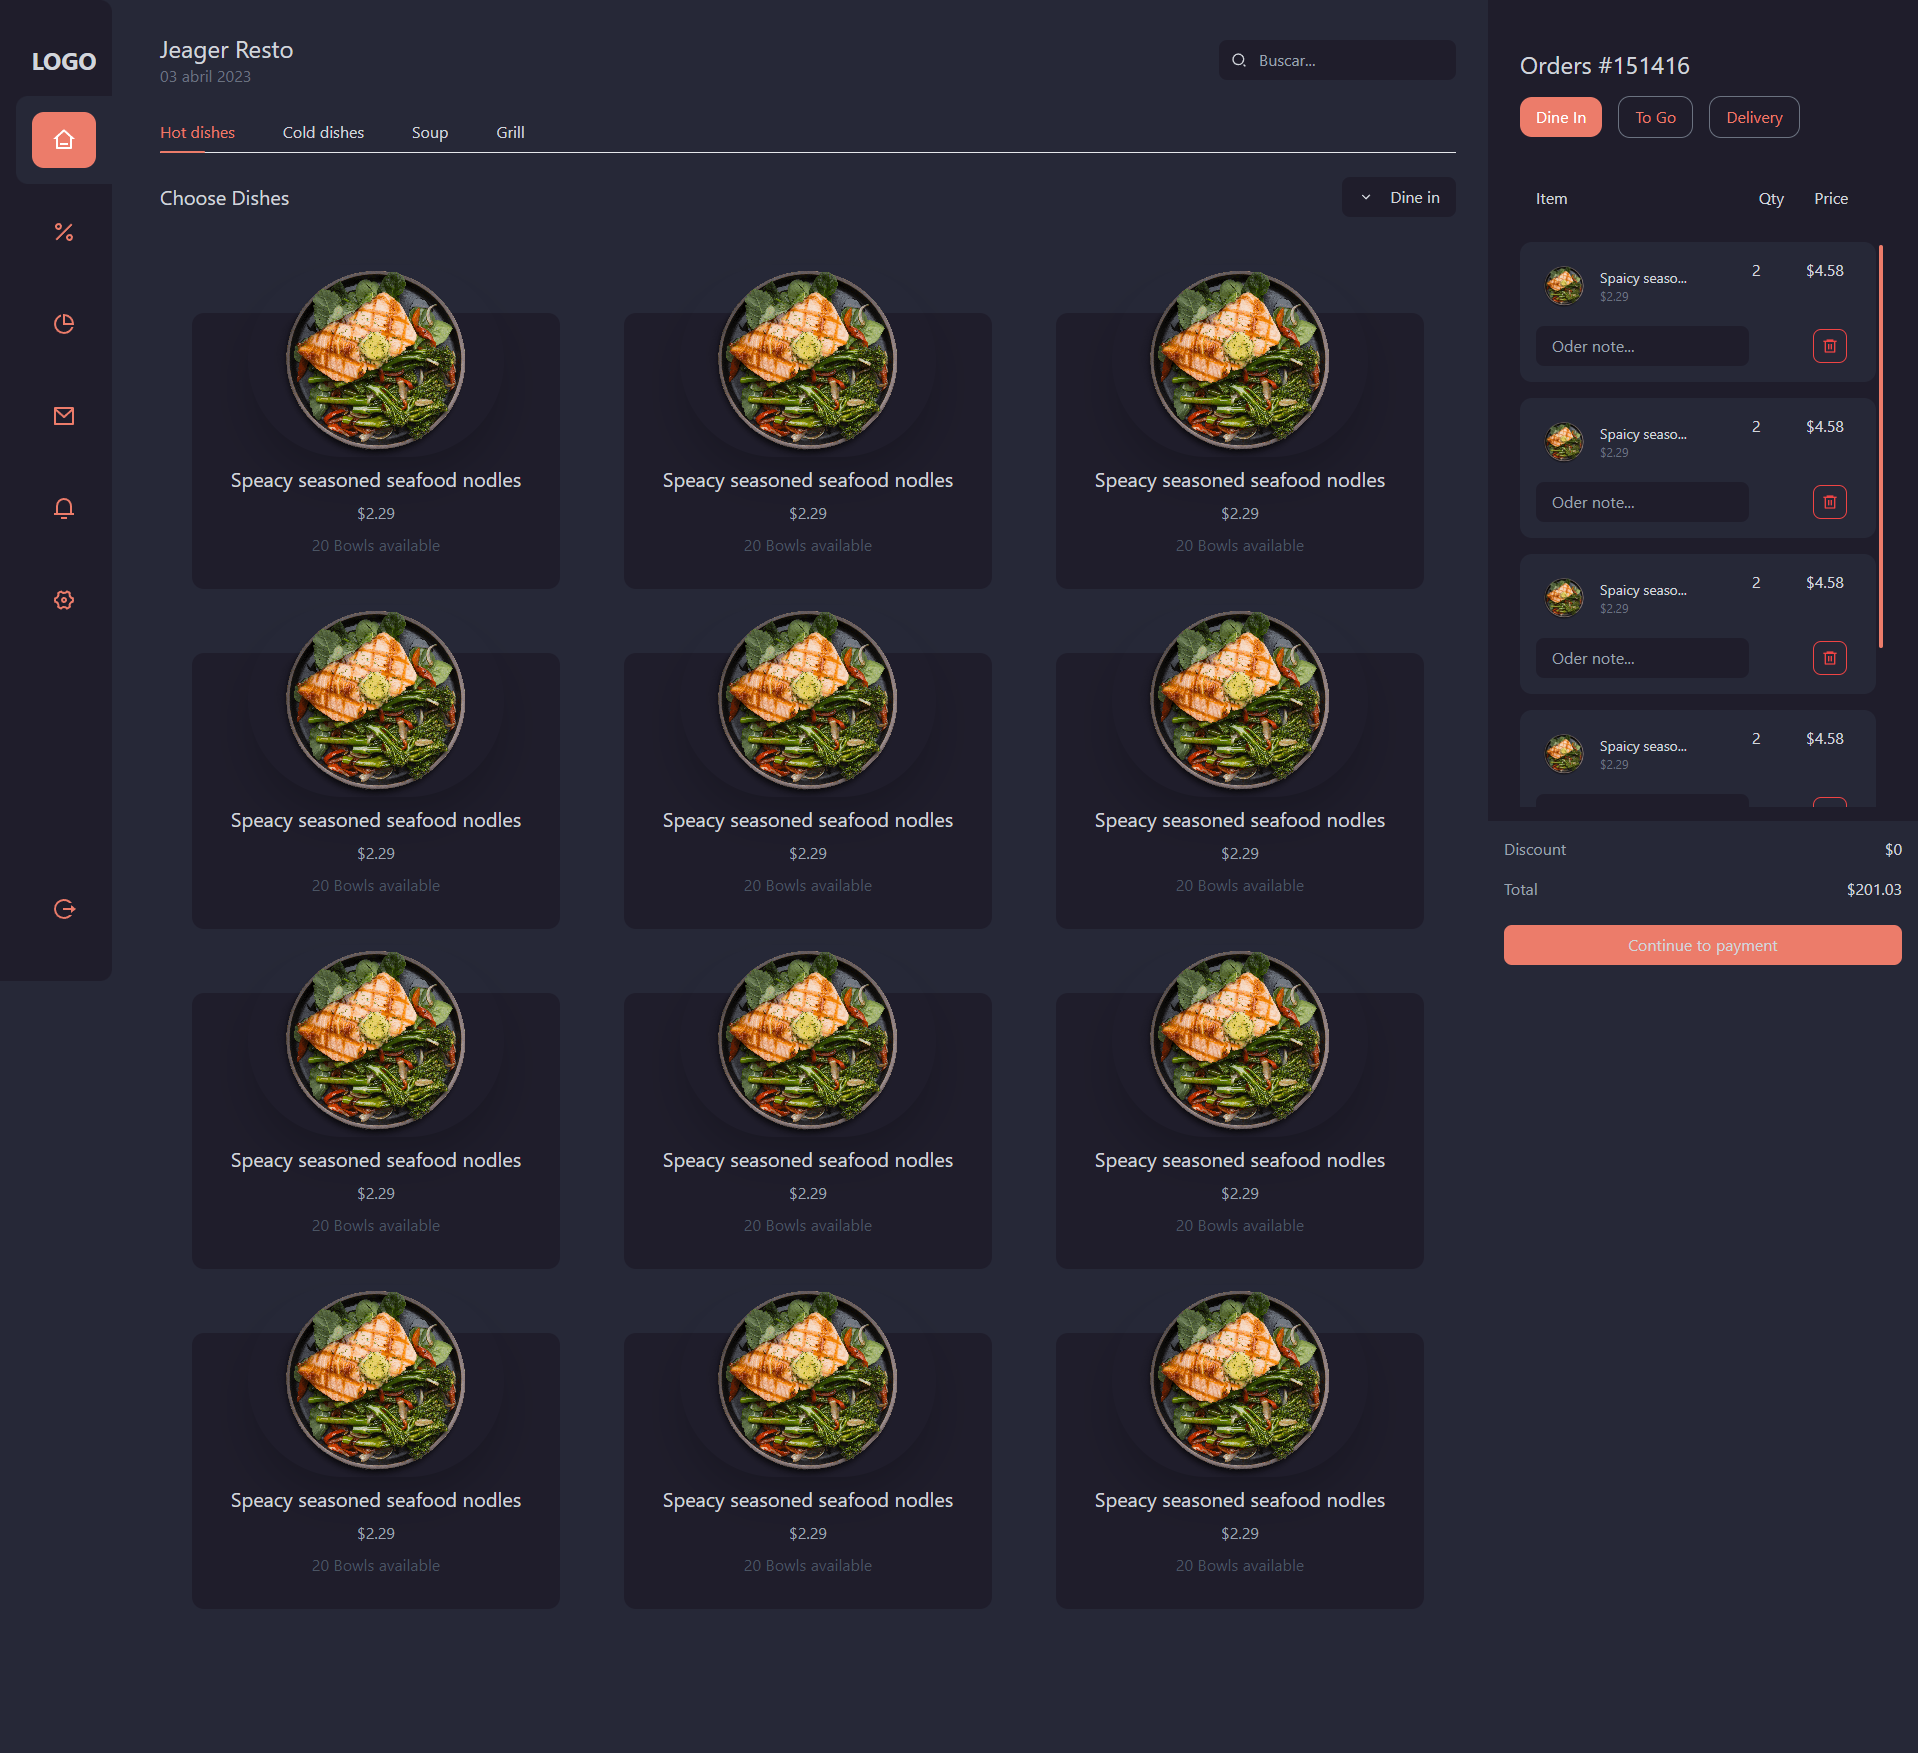 LOGO
Jeager Resto
03 abril 2023
Buscar...
Hot dishes
Cold dishes
Soup
Grill
Choose Dishes
Dine in
Speacy seasoned seafood nodles
$2.29
20 Bowls available
Speacy seasoned seafood nodles
$2.29
20 Bowls available
Speacy seasoned seafood nodles
$2.29
20 Bowls available
Speacy seasoned seafood nodles
$2.29
20 Bowls available
Speacy seasoned seafood nodles
$2.29
20 Bowls available
Speacy seasoned seafood nodles
$2.29
20 Bowls available
Speacy seasoned seafood nodles
$2.29
20 Bowls available
Speacy seasoned seafood nodles
$2.29
20 Bowls available
Speacy seasoned seafood nodles
$2.29
20 Bowls available
Speacy seasoned seafood nodles
$2.29
20 Bowls available
Speacy seasoned seafood nodles
$2.29
20 Bowls available
Speacy seasoned seafood nodles
$2.29
20 Bowls available
Orders #151416
Dine In
To Go
Delivery
Item Qty Price
Spaicy seaso... 2 $4.58
$2.29
Oder note...
Spaicy seaso... 2 $4.58
$2.29
Oder note...
Spaicy seaso... 2 $4.58
$2.29
Oder note...
Spaicy seaso... 2 $4.58
$2.29
Discount $0
Total $201.03
Continue to payment